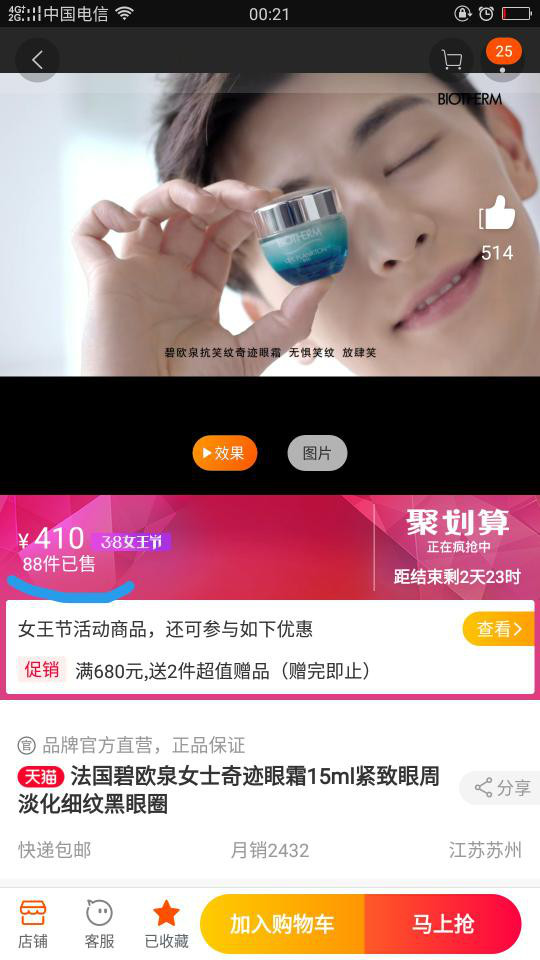 4G+
2G
中国电信
00:21
25
BIOTHERM
BIOTHERM
LIFE PLANKTON
514
碧欧泉抗笑纹奇迹眼霜 无惧笑纹 放肆笑
效果
图片
¥410 38女王节
88件已售
聚划算
正在疯抢中
距结束剩2天23时
女王节活动商品，还可参与如下优惠
查看>
促销 满680元,送2件超值赠品（赠完即止）
官 品牌官方直营，正品保证
天猫 法国碧欧泉女士奇迹眼霜15ml紧致眼周
淡化细纹黑眼圈
分享
快递包邮 月销2432 江苏苏州
店铺 客服 已收藏 加入购物车 马上抢